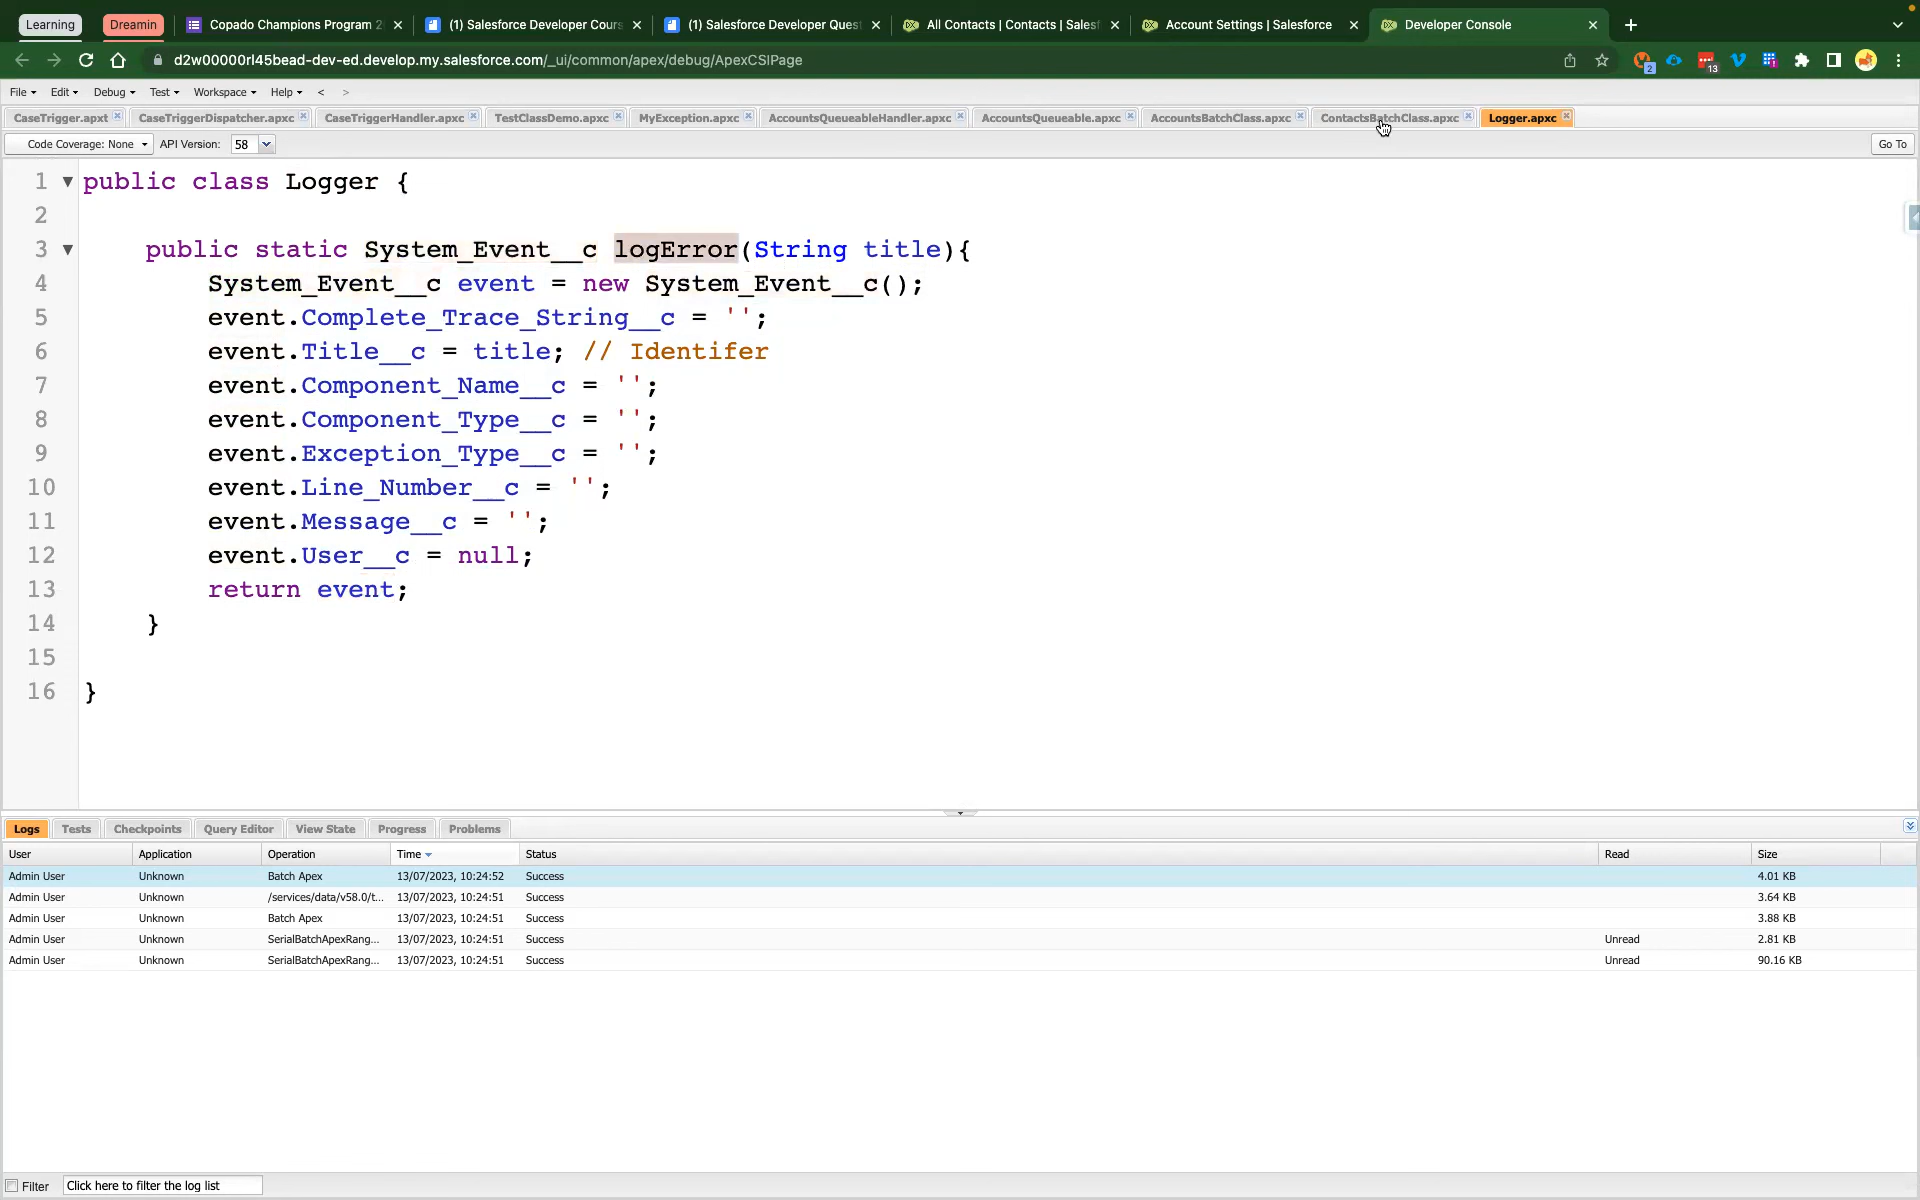 Learning
Dreamin
Copado Champions Program 2
(1) Salesforce Developer Cours
(1) Salesforce Developer Ques
All Contacts | Contacts | Salesf
Account Settings | Salesforce
Developer Console
d2w00000rl45bead-dev-ed.develop.my.salesforce.com/_ui/common/apex/debug/ApexCSIPage
2
13
File
Edit
Debug
Test
Workspace
Help
<
>
CaseTrigger.apxt
CaseTriggerDispatcher.apxc
CaseTriggerHandler.apxc
TestClassDemo.apxc
MyException.apxc
AccountsQueueableHandler.apxc
AccountsQueueable.apxc
AccountsBatchClass.apxc
ContactsBatchClass.apxc
Logger.apxc
Code Coverage: None
API Version:
58
Go To
1 public class Logger {
2
3 public static System_Event__c logError(String title){
4 System_Event__c event = new System_Event__c();
5 event.Complete_Trace_String__c = '';
6 event.Title__c = title; // Identifer
7 event.Component_Name__c = '';
8 event.Component_Type__c = '';
9 event.Exception_Type__c = '';
10 event.Line_Number__c = '';
11 event.Message__c = '';
12 event.User__c = null;
13 return event;
14 }
15
16 }
Logs
Tests
Checkpoints
Query Editor
View State
Progress
Problems
User Application Operation Time Status Read Size
Admin User Unknown Batch Apex 13/07/2023, 10:24:52 Success 4.01 KB
Admin User Unknown /services/data/v58.0/t... 13/07/2023, 10:24:51 Success 3.64 KB
Admin User Unknown Batch Apex 13/07/2023, 10:24:51 Success 3.88 KB
Admin User Unknown SerialBatchApexRang... 13/07/2023, 10:24:51 Success Unread 2.81 KB
Admin User Unknown SerialBatchApexRang... 13/07/2023, 10:24:51 Success Unread 90.16 KB
Filter
Click here to filter the log list